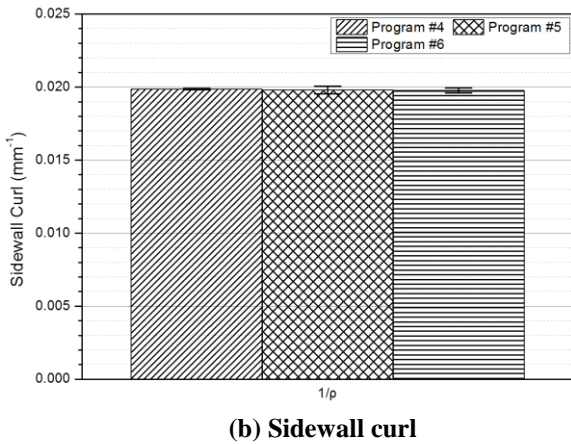 0.025
0.020
0.015
0.010
0.005
0.000
Sidewall Curl (mm⁻¹)
Program #4 Program #5
Program #6
1/ρ
(b) Sidewall curl